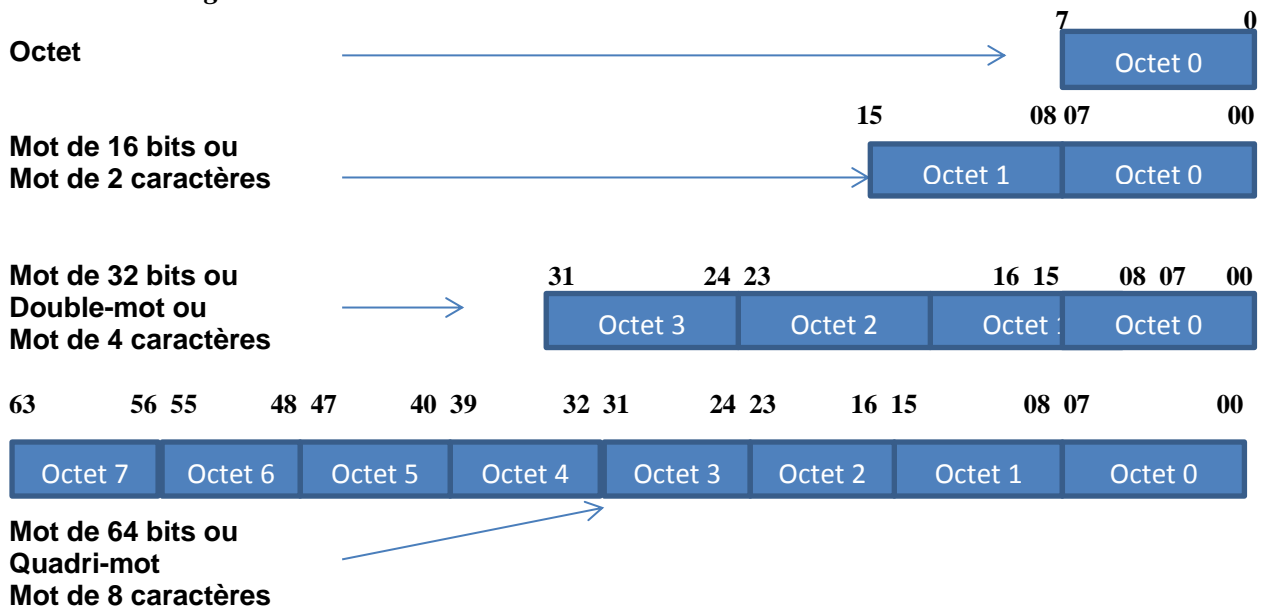 7 0
Octet
Octet 0
15 08 07 00
Mot de 16 bits ou
Mot de 2 caractères
Octet 1 Octet 0
Mot de 32 bits ou
Double-mot ou
Mot de 4 caractères
31 24 23 16 15 08 07 00
Octet 3 Octet 2 Octet Octet 0
63 56 55 48 47 40 39 32 31 24 23 16 15 08 07 00
Octet 7 Octet 6 Octet 5 Octet 4 Octet 3 Octet 2 Octet 1 Octet 0
Mot de 64 bits ou
Quadri-mot
Mot de 8 caractères